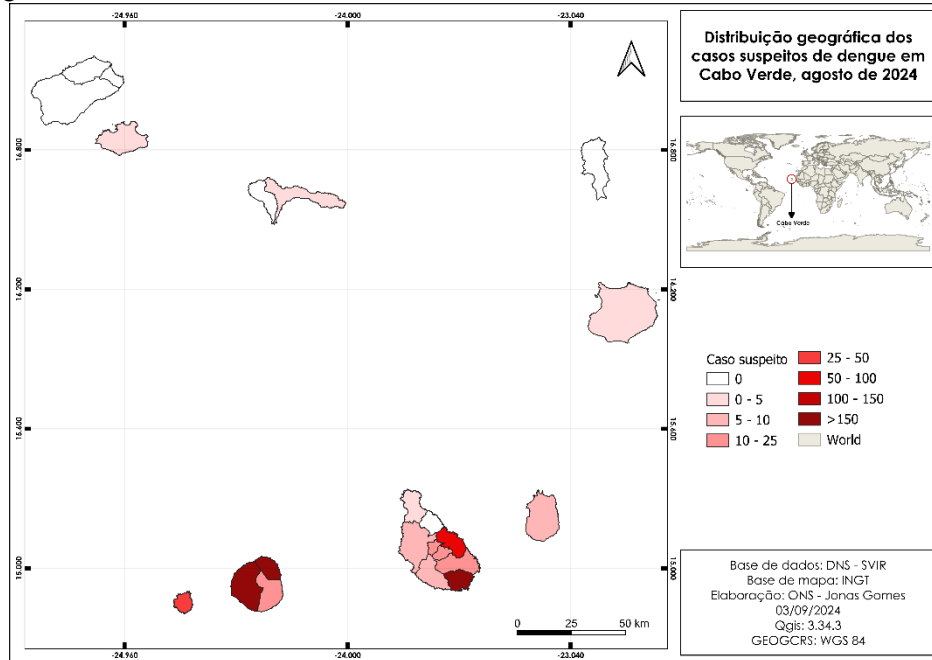 -24.960
-24.000
-23.040
Distribuição geográfica dos
casos suspeitos de dengue em
Cabo Verde, agosto de 2024
16.800
16.800
Cabo Verde
16.200
16.200
Caso suspeito
0
0 - 5
5 - 10
10 - 25
25 - 50
50 - 100
100 - 150
>150
World
15.600
15.600
15.000
15.000
0 25 50 km
-24.960
-24.000
-23.040
Base de dados: DNS - SVIR
Base de mapa: INGT
Elaboração: ONS - Jonas Gomes
03/09/2024
Qgis: 3.34.3
GEOGCRS: WGS 84